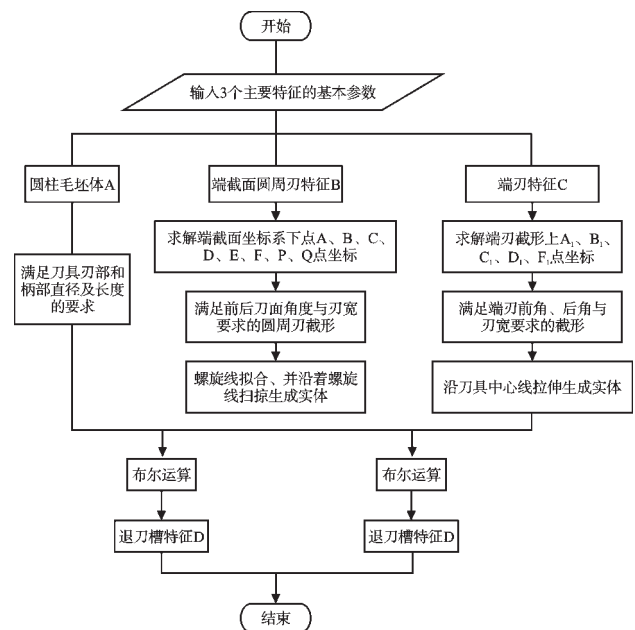 开始
输入3个主要特征的基本参数
圆柱毛坯体A
端截面圆周刃特征B
端刃特征C
满足刀具刃部和
柄部直径及长度
的要求
求解端截面坐标系下点A、B、C、
D、E、F、P、Q点坐标
求解端刃截形上A₁、B₁、
C₁、D₁、F₁点坐标
满足前后刀面角度与刃宽
要求的圆周刃截形
满足端刃前角、后角与
刃宽要求的截形
螺旋线拟合、并沿着螺旋
线扫掠生成实体
沿刀具中心线拉伸生成实体
布尔运算
布尔运算
退刀槽特征D
退刀槽特征D
结束